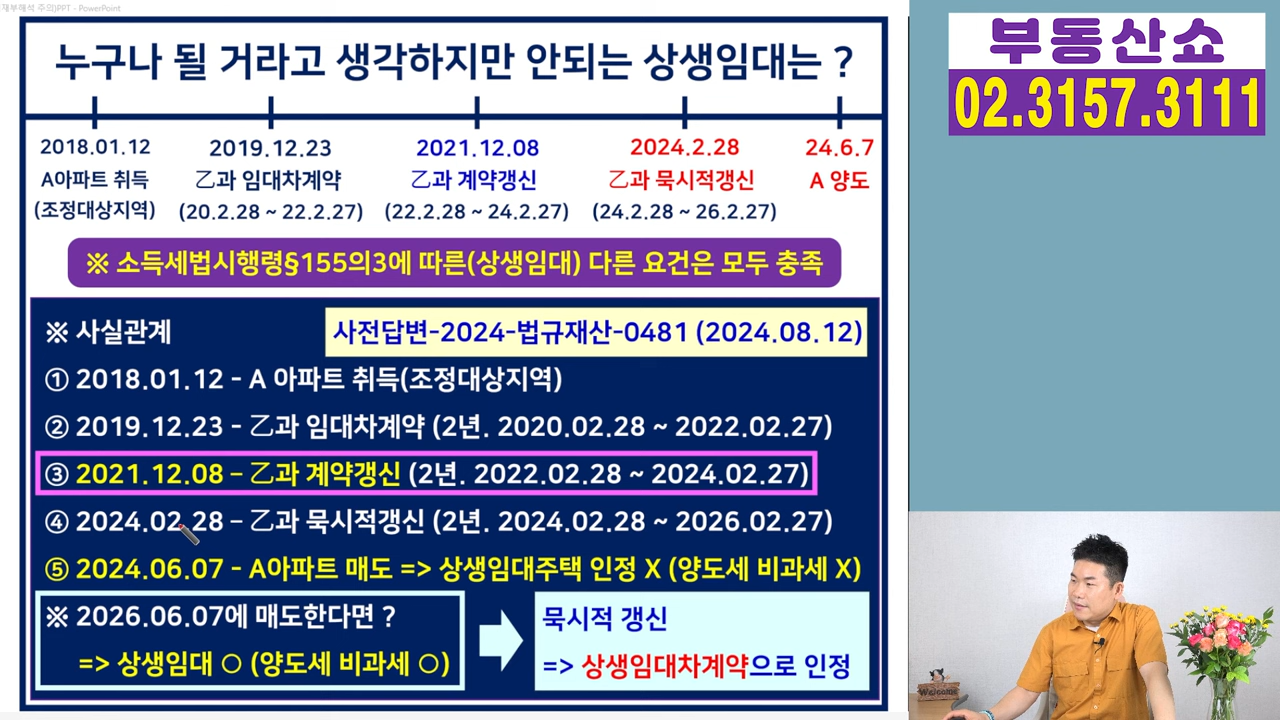 재부해석 주의)PPT - PowerPoint
누구나 될 거라고 생각하지만 안되는 상생임대는 ?
2018.01.12
A아파트 취득
(조정대상지역)
2019.12.23
乙과 임대차계약
(20.2.28 ~ 22.2.27)
2021.12.08
乙과 계약갱신
(22.2.28 ~ 24.2.27)
2024.2.28
乙과 묵시적갱신
(24.2.28 ~ 26.2.27)
24.6.7
A 양도
※ 소득세법시행령§155의3에 따른(상생임대) 다른 요건은 모두 충족
※ 사실관계
사전답변-2024-법규재산-0481 (2024.08.12)
① 2018.01.12 - A 아파트 취득(조정대상지역)
② 2019.12.23 - 乙과 임대차계약 (2년. 2020.02.28 ~ 2022.02.27)
③ 2021.12.08 – 乙과 계약갱신 (2년. 2022.02.28 ~ 2024.02.27)
④ 2024.02.28 – 乙과 묵시적갱신 (2년. 2024.02.28 ~ 2026.02.27)
⑤ 2024.06.07 - A아파트 매도 => 상생임대주택 인정 X (양도세 비과세 X)
※ 2026.06.07에 매도한다면 ?
=> 상생임대 ○ (양도세 비과세 ○)
묵시적 갱신
=> 상생임대차계약으로 인정
부동산쇼
02.3157.3111
Welcome